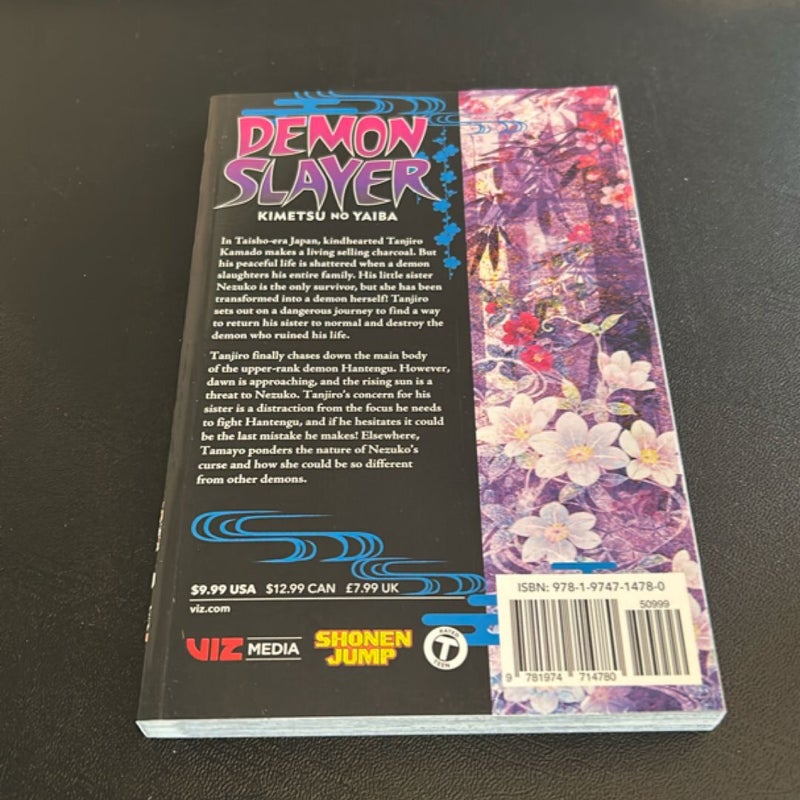 DEMON
SLAYER
KIMETSU NO YAIBA
In Taisho-era Japan, kindhearted Tanjiro
Kamado makes a living selling charcoal. But
his peaceful life is shattered when a demon
slaughters his entire family. His little sister
Nezuko is the only survivor, but she has been
transformed into a demon herself! Tanjiro
sets out on a dangerous journey to find a way
to return his sister to normal and destroy the
demon who ruined his life.
Tanjiro finally chases down the main body
of the upper-rank demon Hantengu. However,
dawn is approaching, and the rising sun is a
threat to Nezuko. Tanjiro's concern for his
sister is a distraction from the focus he needs
to fight Hantengu, and if he hesitates it could
be the last mistake he makes! Elsewhere,
Tamayo ponders the nature of Nezuko's
curse and how she could be so different
from other demons.
$9.99 USA $12.99 CAN £7.99 UK
viz.com
VIZ MEDIA
SHONEN
JUMP
RATED
T
TEEN
ISBN: 978-1-9747-1478-0
50999
9 781974 714780